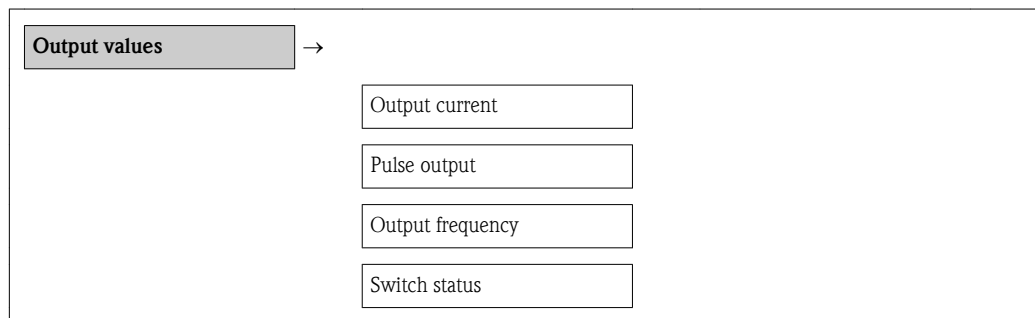 Output values →
Output current
Pulse output
Output frequency
Switch status